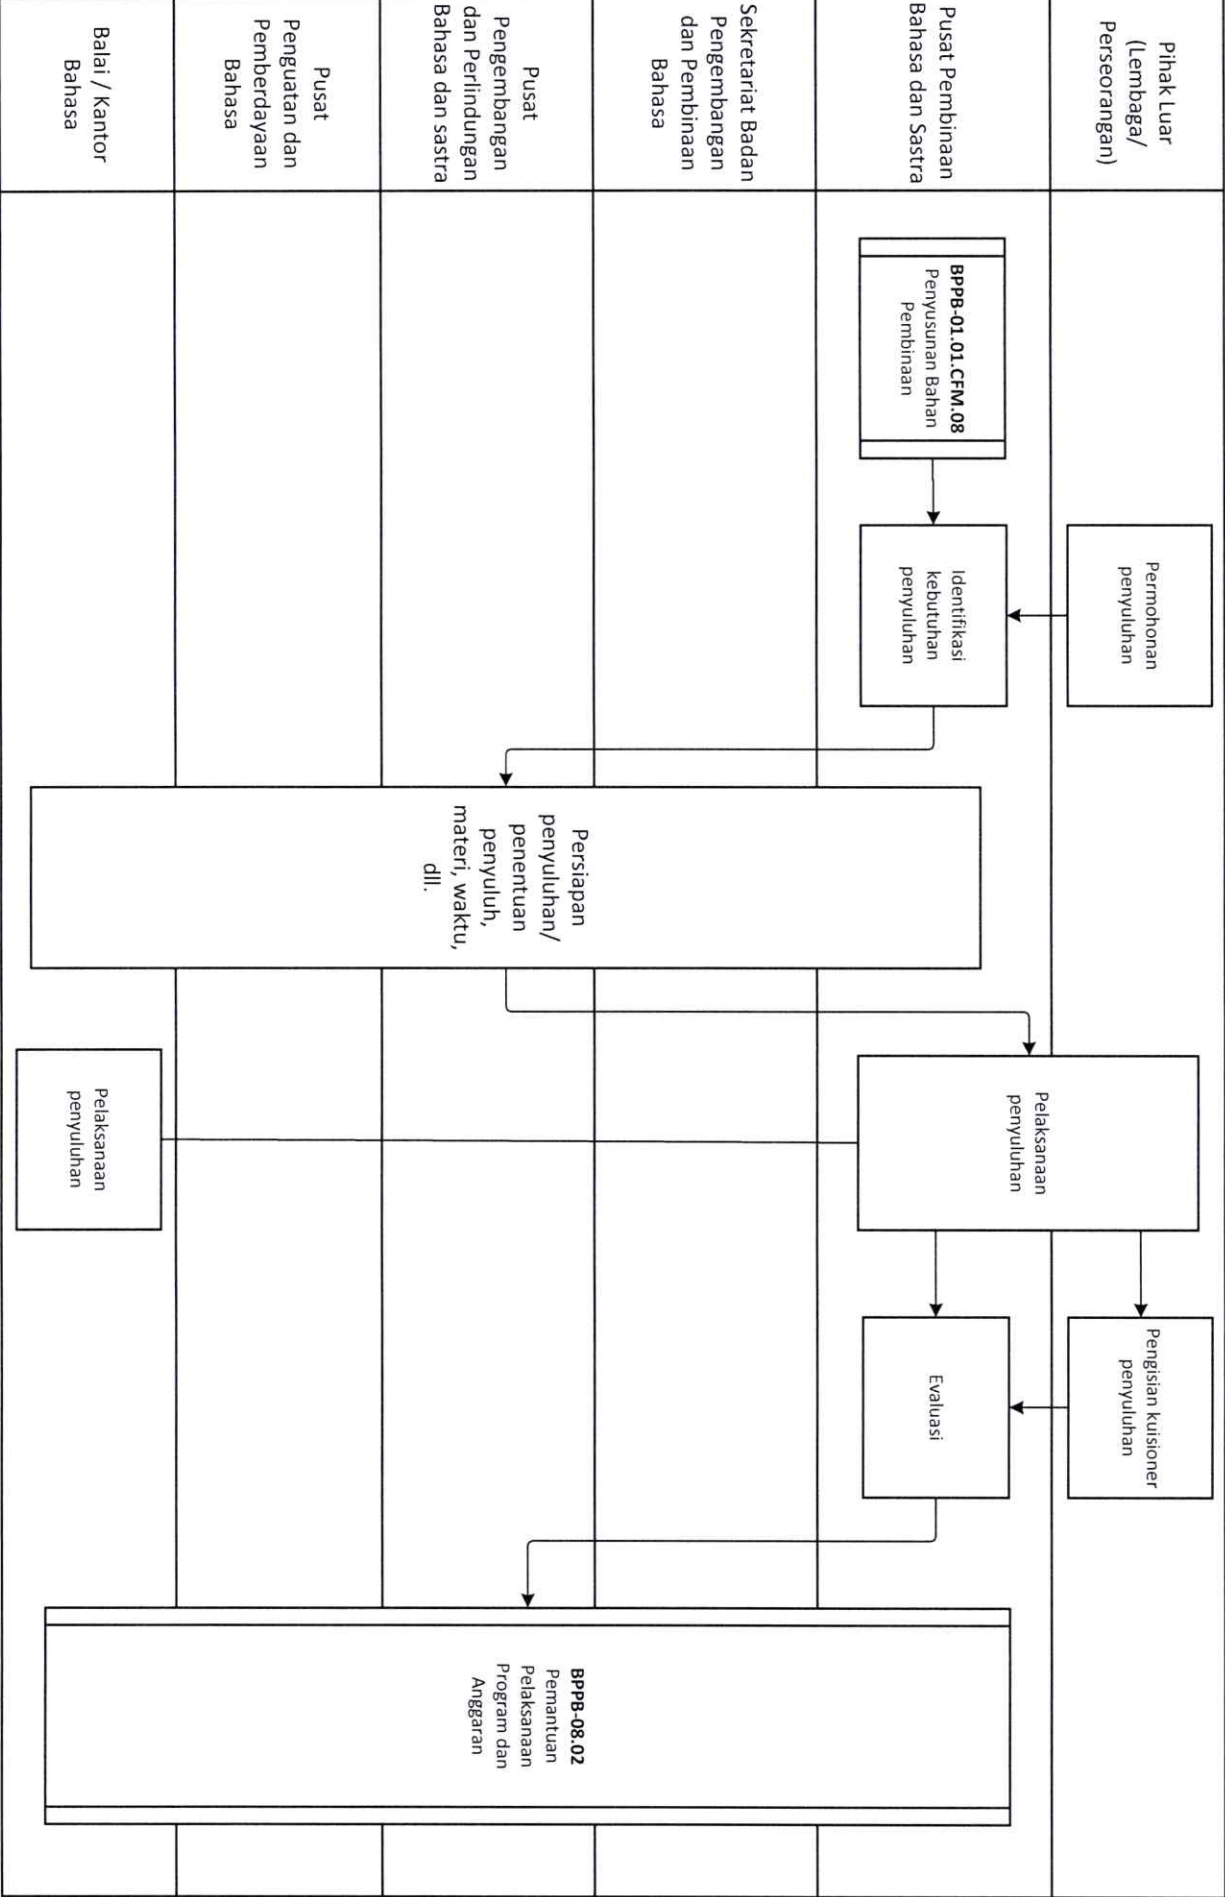 Pihak Luar
(Lembaga/
Perseorangan)
Pusat Pembinaan
Bahasa dan Sastra
Sekretariat Badan
Pengembangan
dan Pembinaan
Bahasa
Pusat
Pengembangan
dan Perlindungan
Bahasa dan sastra
Pusat
Penguatan dan
Pemberdayaan
Bahasa
Balai / Kantor
Bahasa
BPPB-01.01.CFM.08
Penyusunan Bahan
Pembinaan
Permohonan
penyuluhan
Identifikasi
kebutuhan
penyuluhan
Persiapan
penyuluhan/
penentuan
penyuluh,
materi, waktu,
dll.
Pelaksanaan
penyuluhan
Pelaksanaan
penyuluhan
Pengisian kuisioner
penyuluhan
Evaluasi
BPPB-08.02
Pemantuan
Pelaksanaan
Program dan
Anggaran